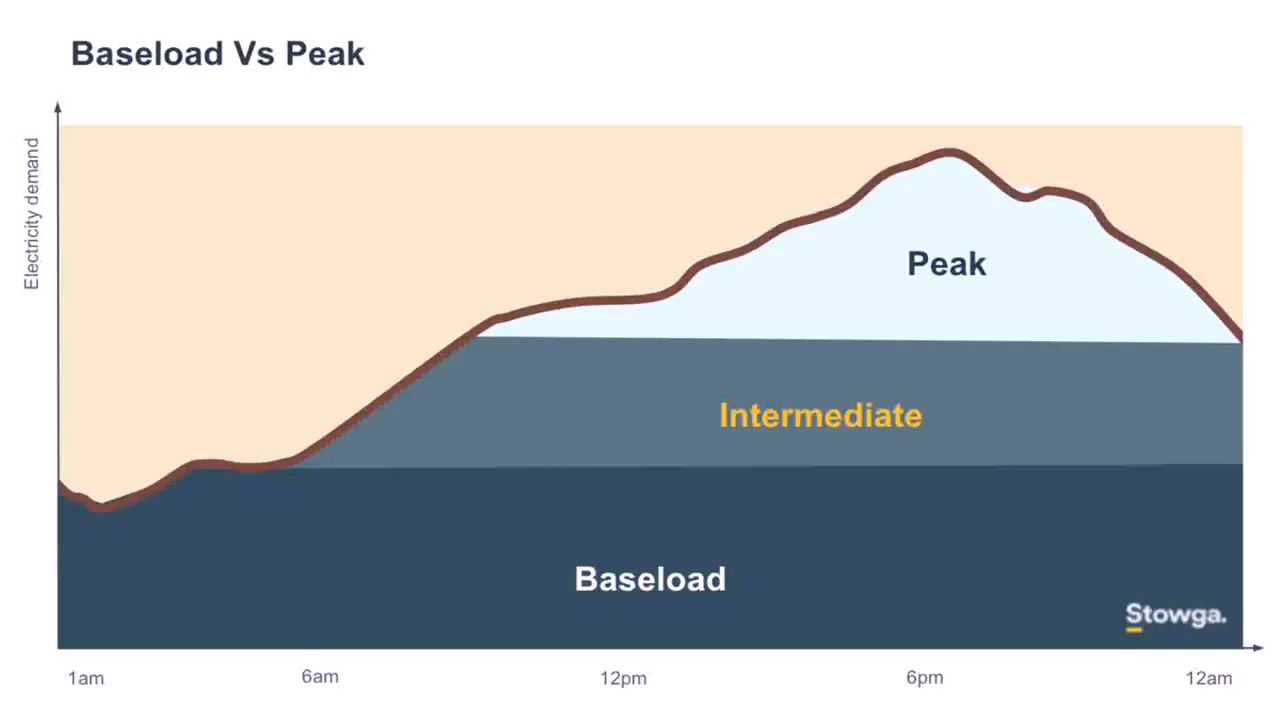 Baseload Vs Peak
Electricity demand
Peak
Intermediate
Baseload
Stowga.
1am
6am
12pm
6pm
12am